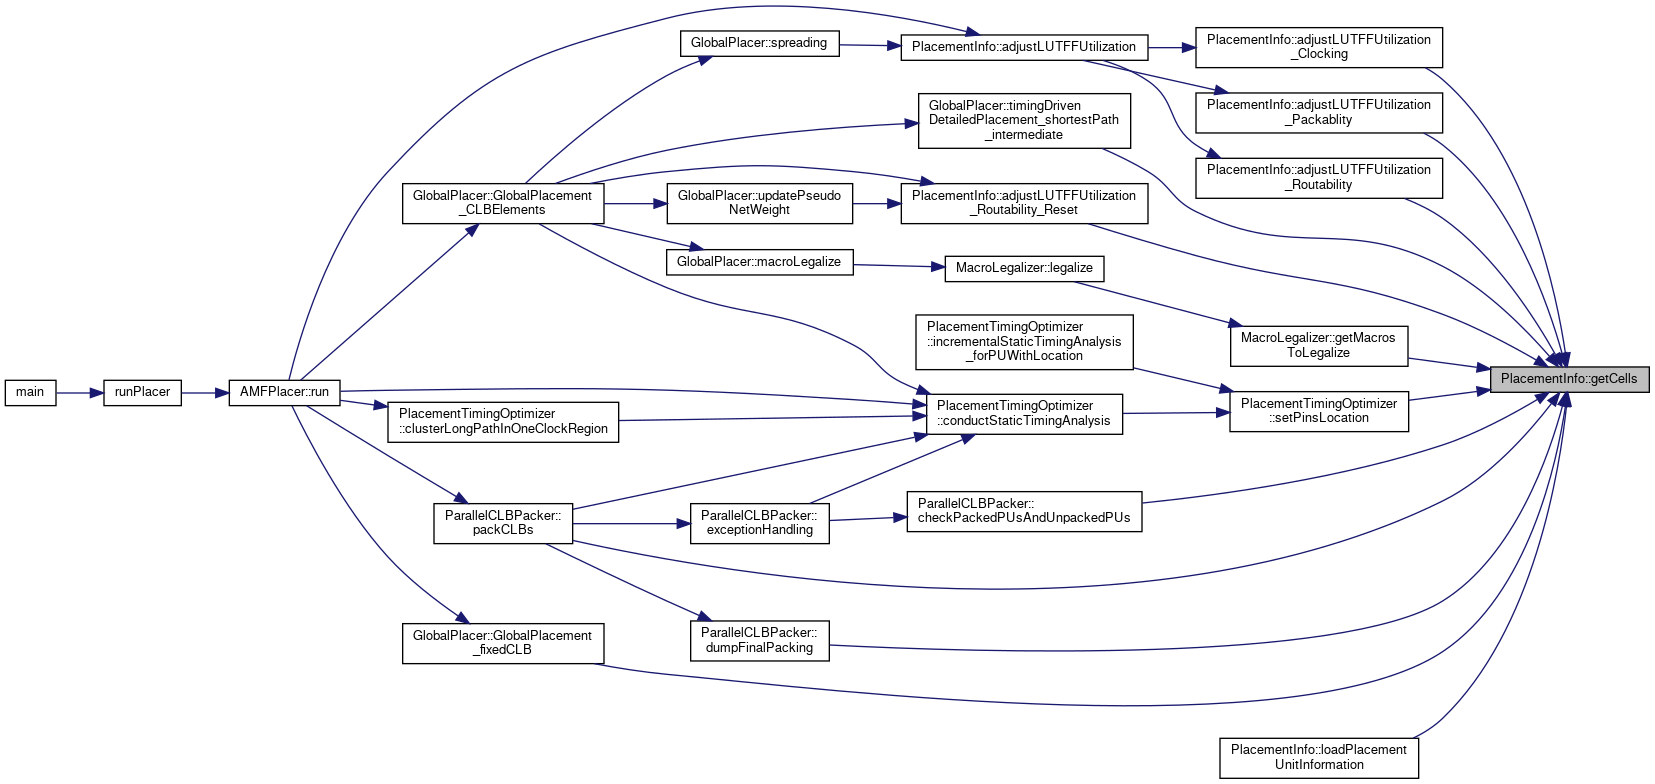 main
runPlacer
AMFPlacer::run
GlobalPlacer::GlobalPlacement
_CLBElements
PlacementTimingOptimizer
::clusterLongPathInOneClockRegion
ParallelCLBPacker::
packCLBs
GlobalPlacer::GlobalPlacement
_fixedCLB
GlobalPlacer::spreading
GlobalPlacer::updatePseudo
NetWeight
GlobalPlacer::macroLegalize
ParallelCLBPacker::
exceptionHandling
ParallelCLBPacker::
dumpFinalPacking
PlacementInfo::adjustLUTFFUtilization
GlobalPlacer::timingDriven
DetailedPlacement_shortestPath
_intermediate
PlacementInfo::adjustLUTFFUtilization
_Routability_Reset
MacroLegalizer::legalize
PlacementTimingOptimizer
::incrementalStaticTimingAnalysis
_forPUWithLocation
PlacementTimingOptimizer
::conductStaticTimingAnalysis
ParallelCLBPacker::
checkPackedPUsAndUnpackedPUs
PlacementInfo::adjustLUTFFUtilization
_Clocking
PlacementInfo::adjustLUTFFUtilization
_Packablity
PlacementInfo::adjustLUTFFUtilization
_Routability
MacroLegalizer::getMacros
ToLegalize
PlacementTimingOptimizer
::setPinsLocation
PlacementInfo::loadPlacement
UnitInformation
PlacementInfo::getCells